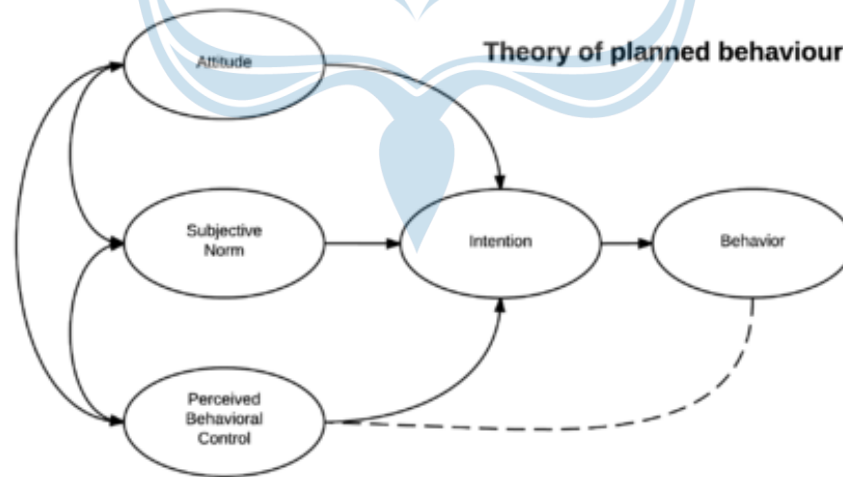 Theory of planned behaviour
Attitude
Subjective
Norm
Intention
Behavior
Perceived
Behavioral
Control